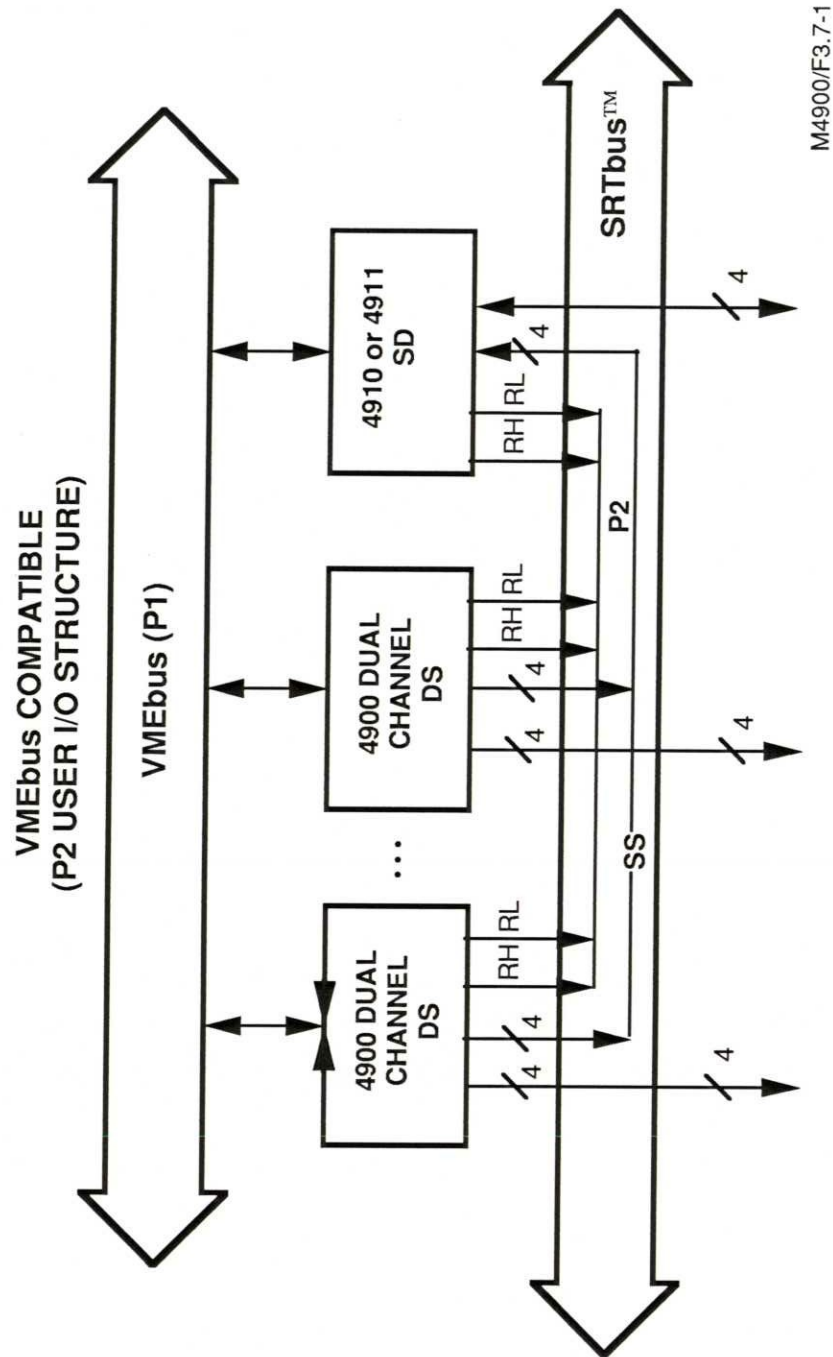 VMEbus COMPATIBLE
(P2 USER I/O STRUCTURE)
VMEbus (P1)
4900 DUAL
CHANNEL
DS
...
4900 DUAL
CHANNEL
DS
4910 or 4911
SD
4
4
RH
RL
4
4
RH
RL
RH
RL
4
SS
P2
SRTbus™
4
4
4
M4900/F3.7-1